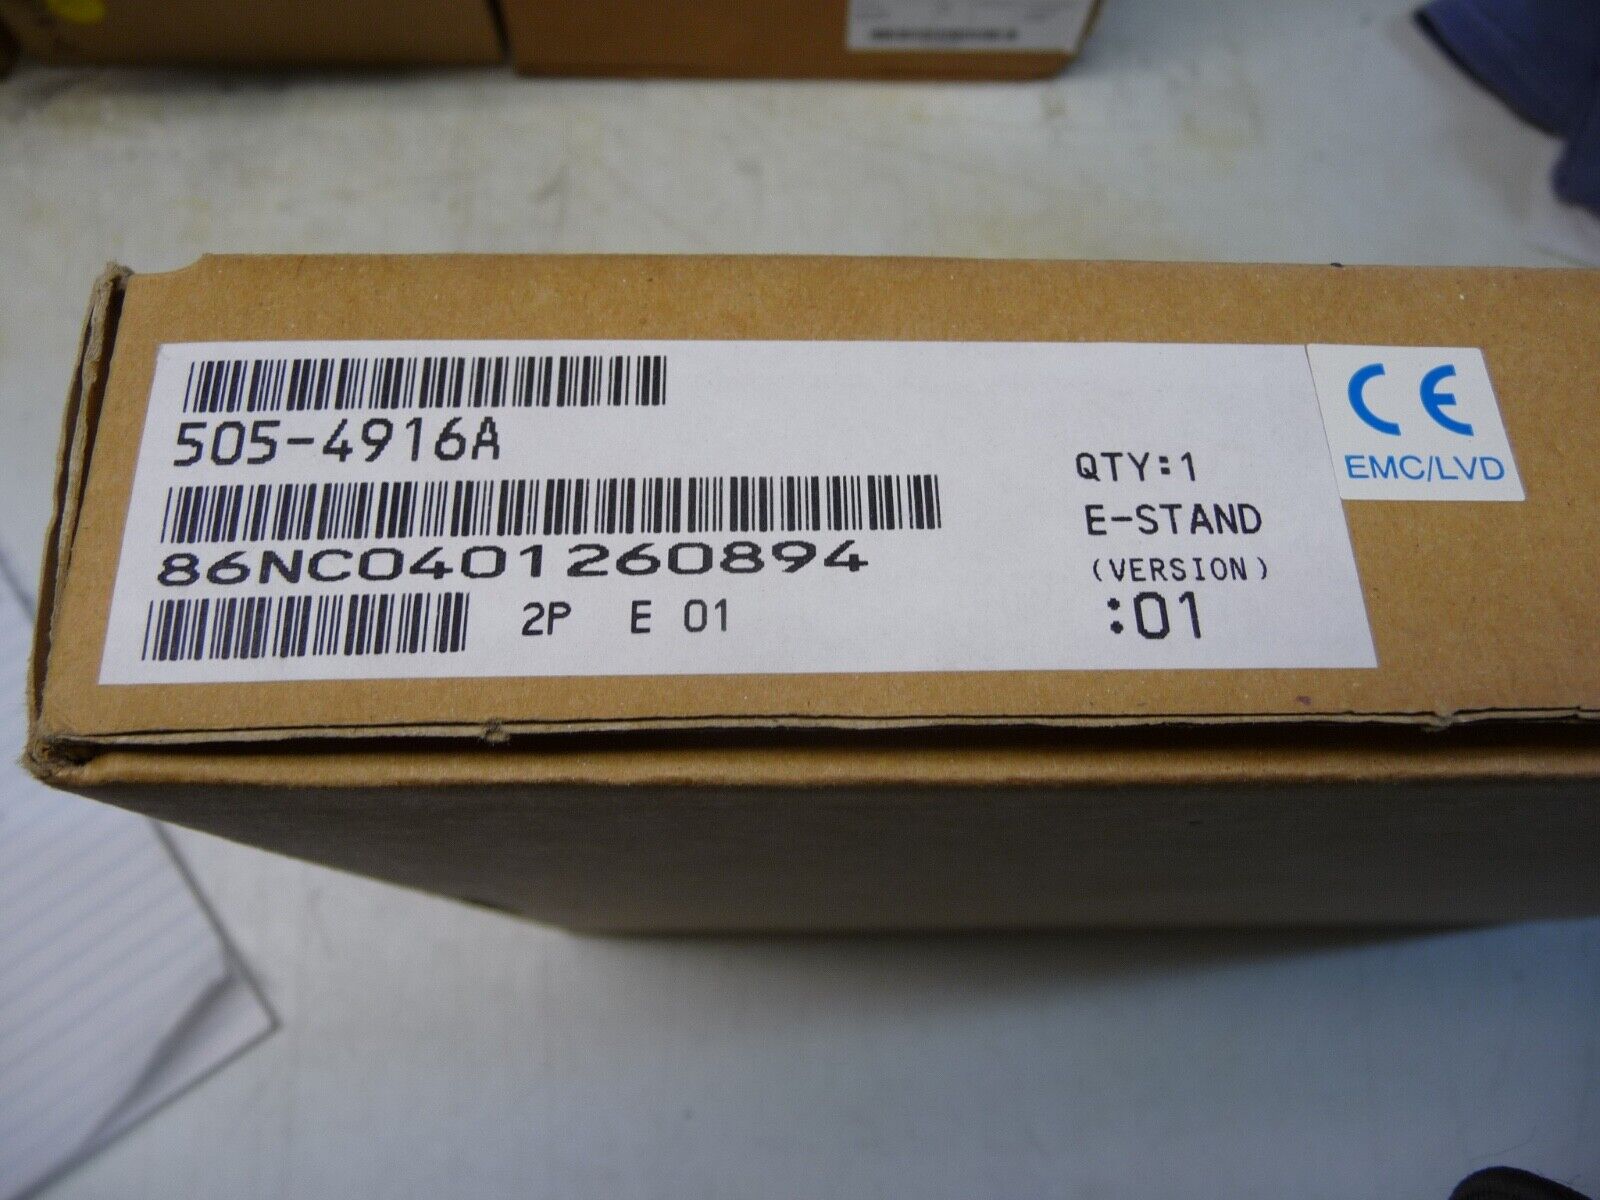 505-4916A
86NC0401260894
2P E 01
QTY:1
E-STAND
(VERSION)
:01
CE
EMC/LVD